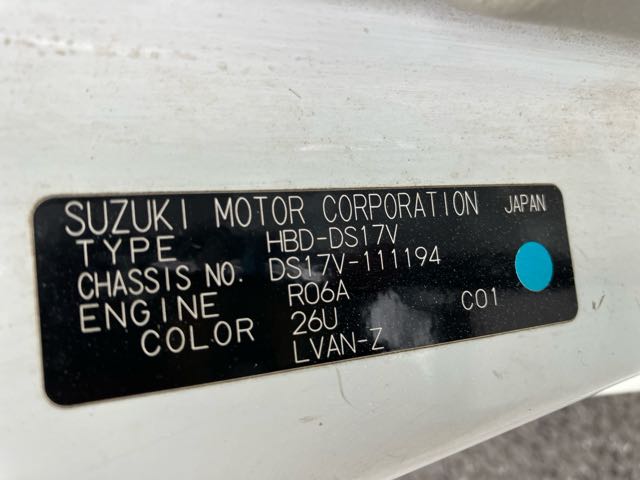 SUZUKI MOTOR CORPORATION JAPAN
TYPE HBD-DS17V
CHASSIS NO. DS17V-111194
ENGINE R06A
COLOR 26U C01
LVAN-Z